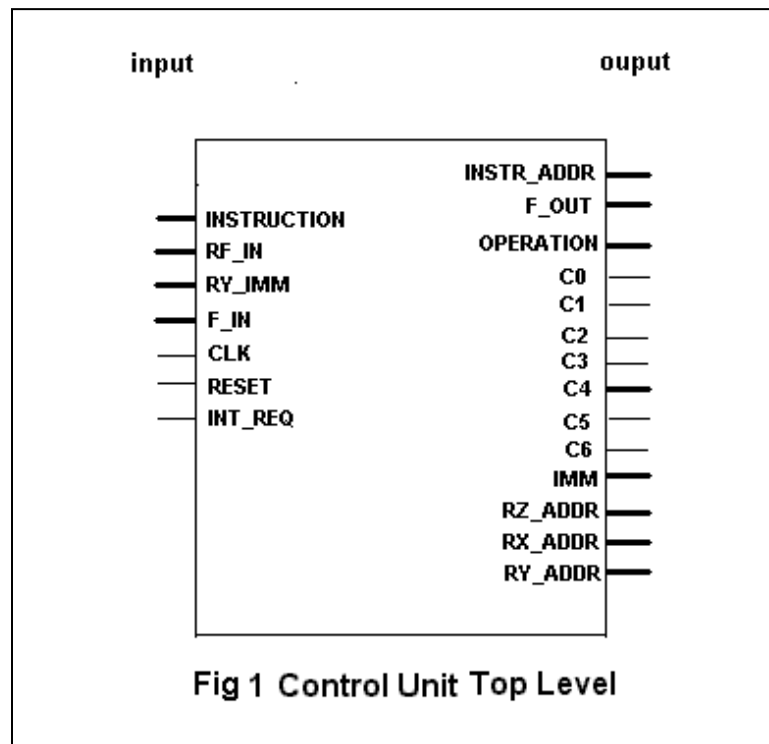 input
ouput
INSTRUCTION
RF_IN
RY_IMM
F_IN
CLK
RESET
INT_REQ
INSTR_ADDR
F_OUT
OPERATION
C0
C1
C2
C3
C4
C5
C6
IMM
RZ_ADDR
RX_ADDR
RY_ADDR
Fig 1 Control Unit Top Level